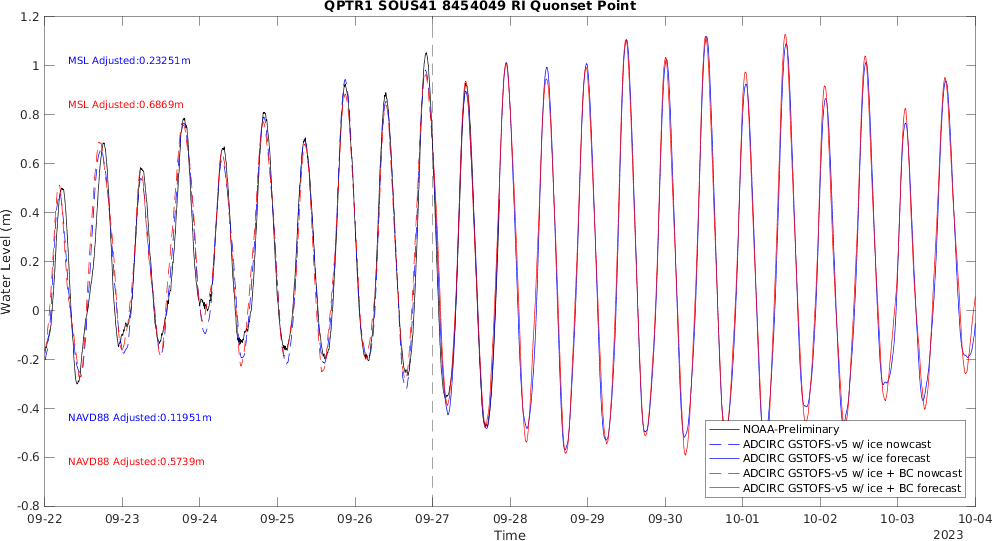 QPTR1 SOUS41 8454049 RI Quonset Point
MSL Adjusted:0.23251m
MSL Adjusted:0.6869m
NAVD88 Adjusted:0.11951m
NAVD88 Adjusted:0.5739m
Water Level (m)
1.2
1
0.8
0.6
0.4
0.2
0
-0.2
-0.4
-0.6
-0.8
NOAA-Preliminary
ADCIRC GSTOFS-v5 w/ ice nowcast
ADCIRC GSTOFS-v5 w/ ice forecast
ADCIRC GSTOFS-v5 w/ ice + BC nowcast
ADCIRC GSTOFS-v5 w/ ice + BC forecast
09-22 09-23 09-24 09-25 09-26 09-27 09-28 09-29 09-30 10-01 10-02 10-03 10-04
Time
2023